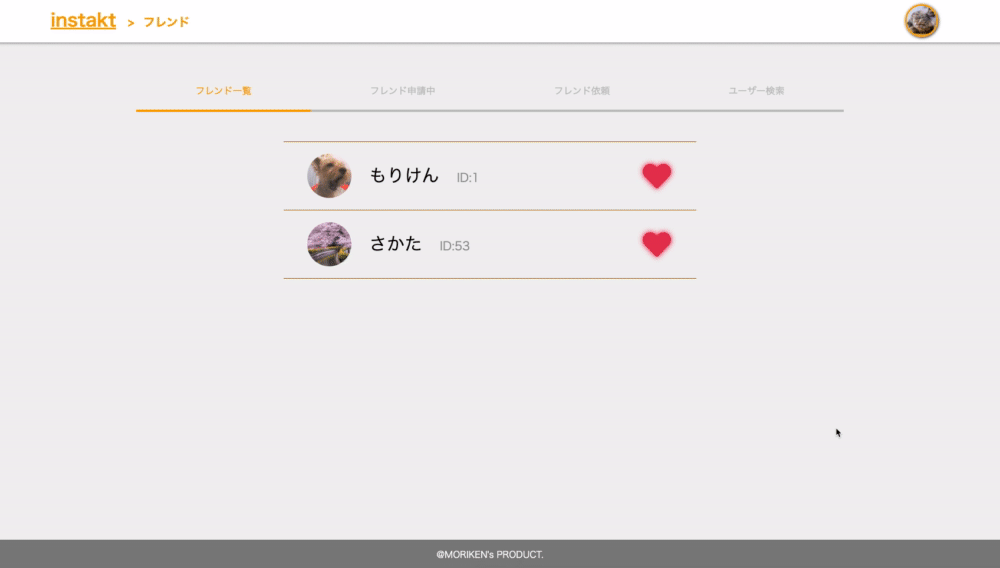 instakt > フレンド
フレンド一覧 フレンド申請中 フレンド依頼 ユーザー検索
もりけん ID:1
さかた ID:53
@MORIKEN's PRODUCT.